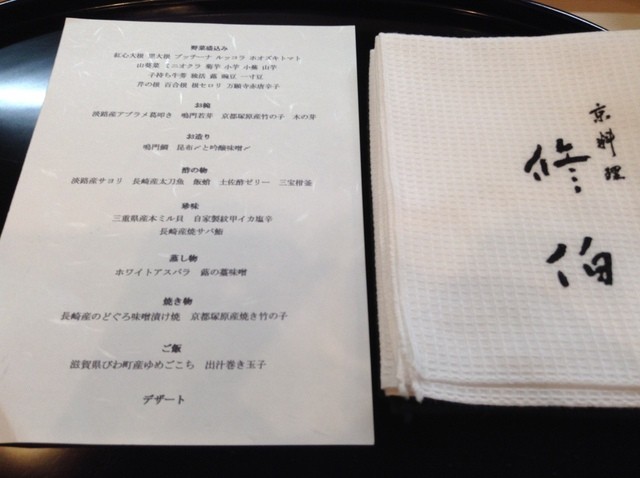 野菜盛込み
紅心大根 黒大根 プンテーナ ルッコラ ホオズキトマト
山葵菜 ミニオクラ 菊芋 小芋 小蕪 山芋
子持ち牛蒡 独活 蕗 豌豆 一寸豆
芹の根 百合根 根セロリ 万願寺赤唐辛子
お椀
淡路産アブラメ葛叩き 鳴門若芽 京都塚原産竹の子 木の芽
お造り
鳴門鯛 昆布〆と吟醸味噌〆
酢の物
淡路産サヨリ 長崎産太刀魚 飯蛸 土佐酢ゼリー 三宝柑釜
珍味
三重県産本ミル貝 自家製紋甲イカ塩辛
長崎産焼サバ鮨
蒸し物
ホワイトアスパラ 蕗の薹味噌
焼き物
長崎産のどぐろ味噌漬け焼 京都塚原産焼き竹の子
ご飯
滋賀県びわ町産ゆめごこち 出汁巻き玉子
デザート
京料理
修伯